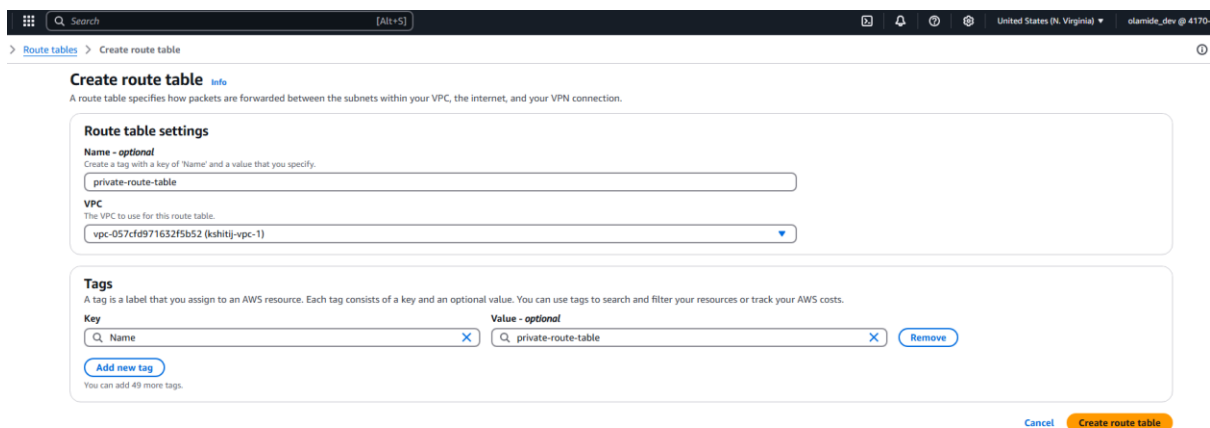 Search [Alt+S] United States (N. Virginia) olamide_dev @ 4170-
> Route tables > Create route table
Create route table Info
A route table specifies how packets are forwarded between the subnets within your VPC, the internet, and your VPN connection.
Route table settings
Name - optional
Create a tag with a key of 'Name' and a value that you specify.
private-route-table
VPC
The VPC to use for this route table.
vpc-057cfd971632f5b52 (kshitij-vpc-1)
Tags
A tag is a label that you assign to an AWS resource. Each tag consists of a key and an optional value. You can use tags to search and filter your resources or track your AWS costs.
Key Value - optional
Name private-route-table Remove
Add new tag
You can add 49 more tags.
Cancel Create route table